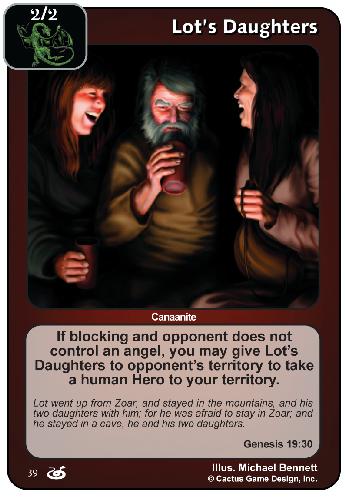 2/2
Lot's Daughters
Canaanite
If blocking and opponent does not
control an angel, you may give Lot's
Daughters to opponent's territory to take
a human Hero to your territory.
Lot went up from Zoar, and stayed in the mountains, and his
two daughters with him; for he was afraid to stay in Zoar; and
he stayed in a cave, he and his two daughters.
Genesis 19:30
39
Illus. Michael Bennett
© Cactus Game Design, Inc.